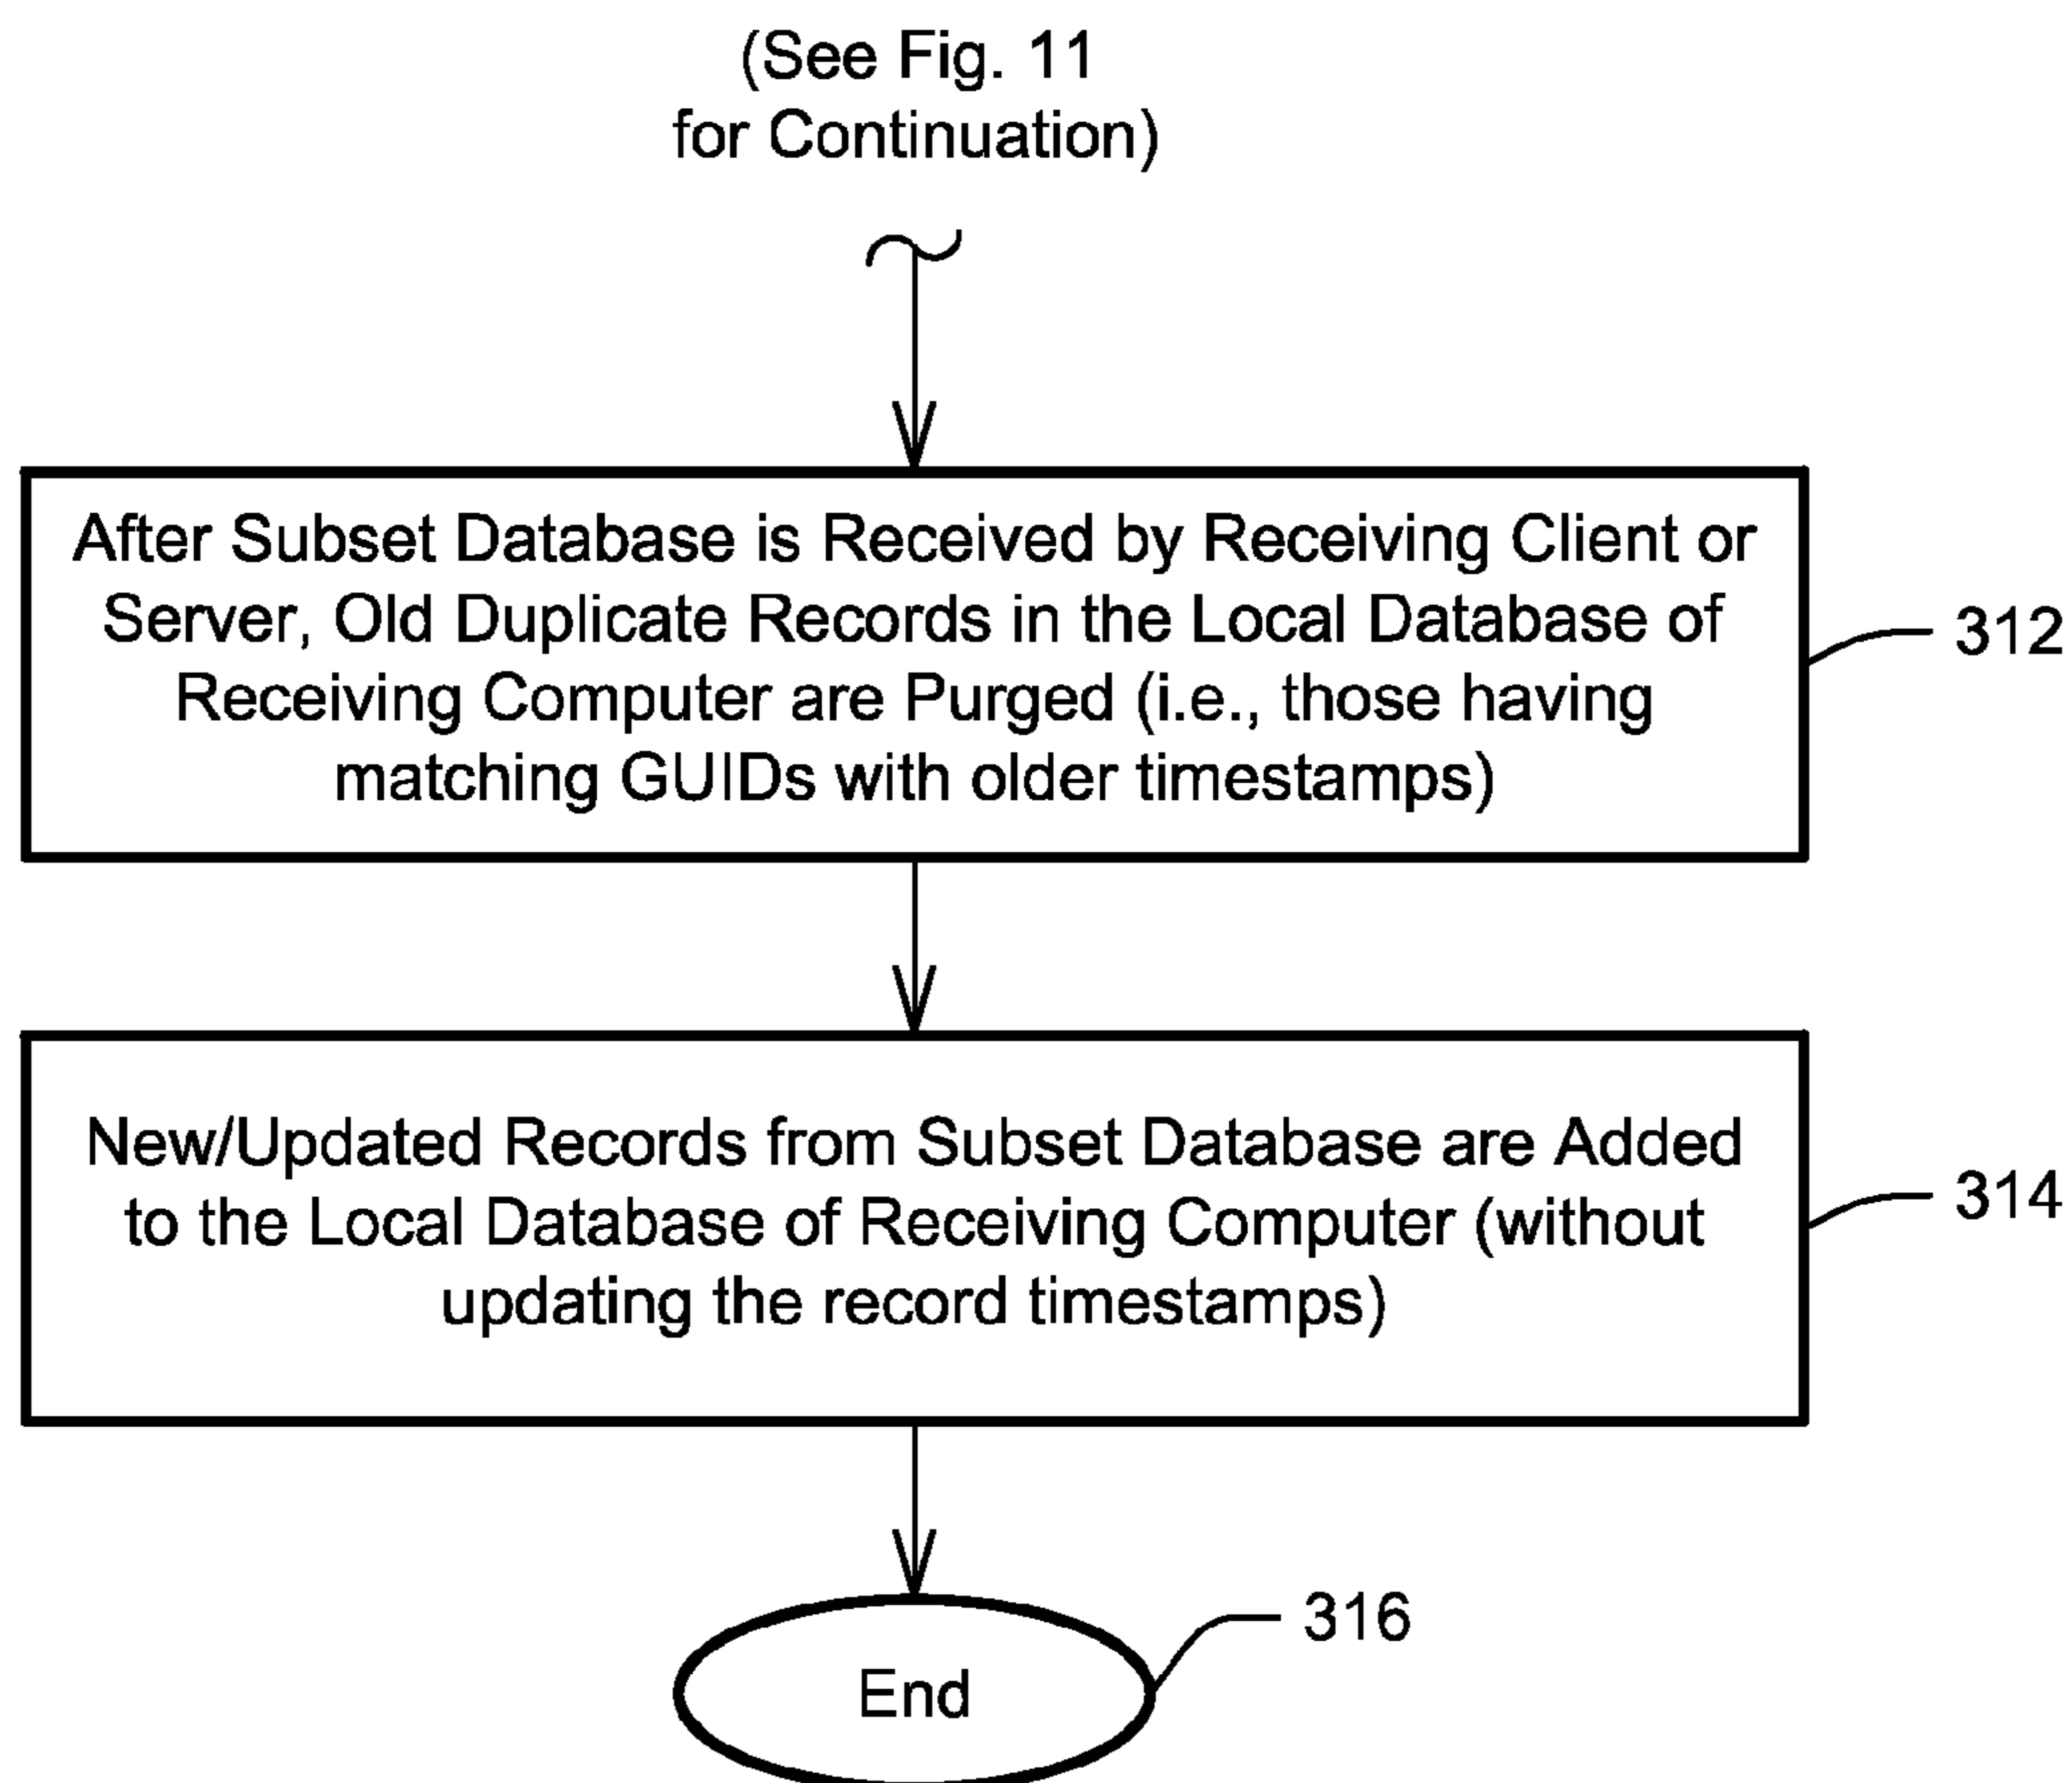 (See Fig. 11
for Continuation)
After Subset Database is Received by Receiving Client or
Server, Old Duplicate Records in the Local Database of
Receiving Computer are Purged (i.e., those having
matching GUIDs with older timestamps)
312
New/Updated Records from Subset Database are Added
to the Local Database of Receiving Computer (without
updating the record timestamps)
314
316
End